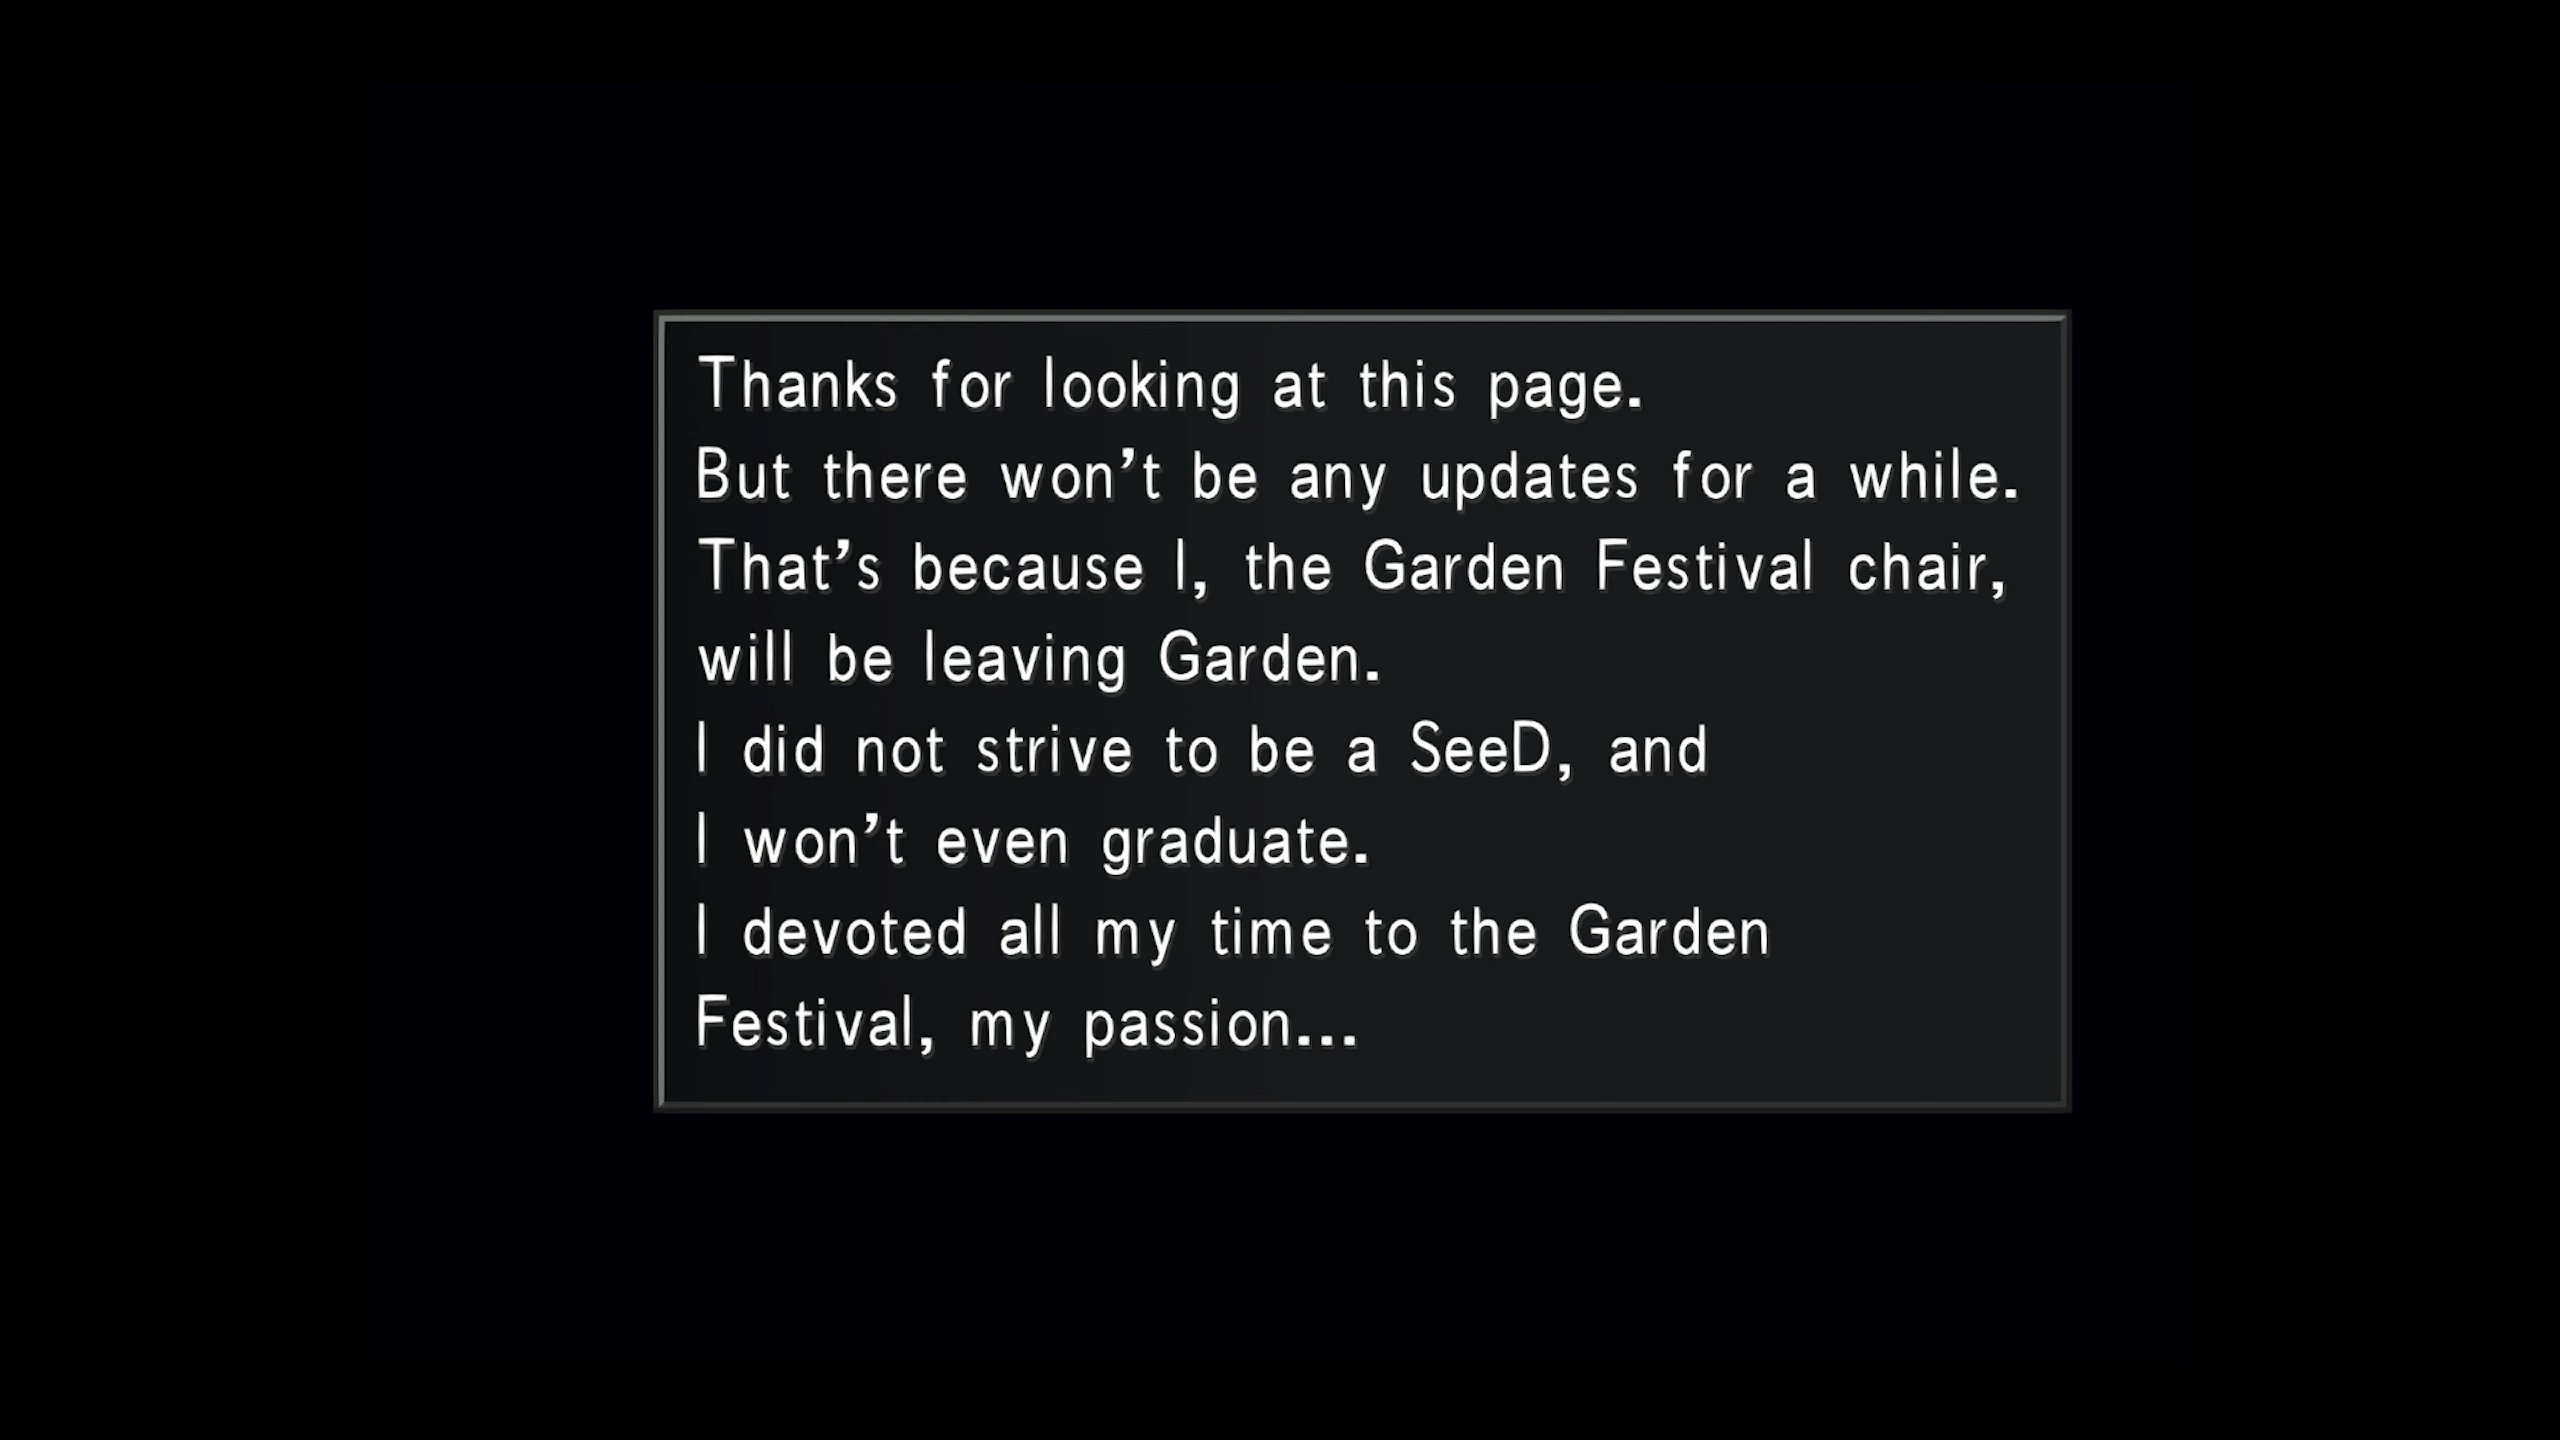 Thanks for looking at this page.
But there won't be any updates for a while.
That's because I, the Garden Festival chair,
will be leaving Garden.
I did not strive to be a SeeD, and
I won't even graduate.
I devoted all my time to the Garden
Festival, my passion...